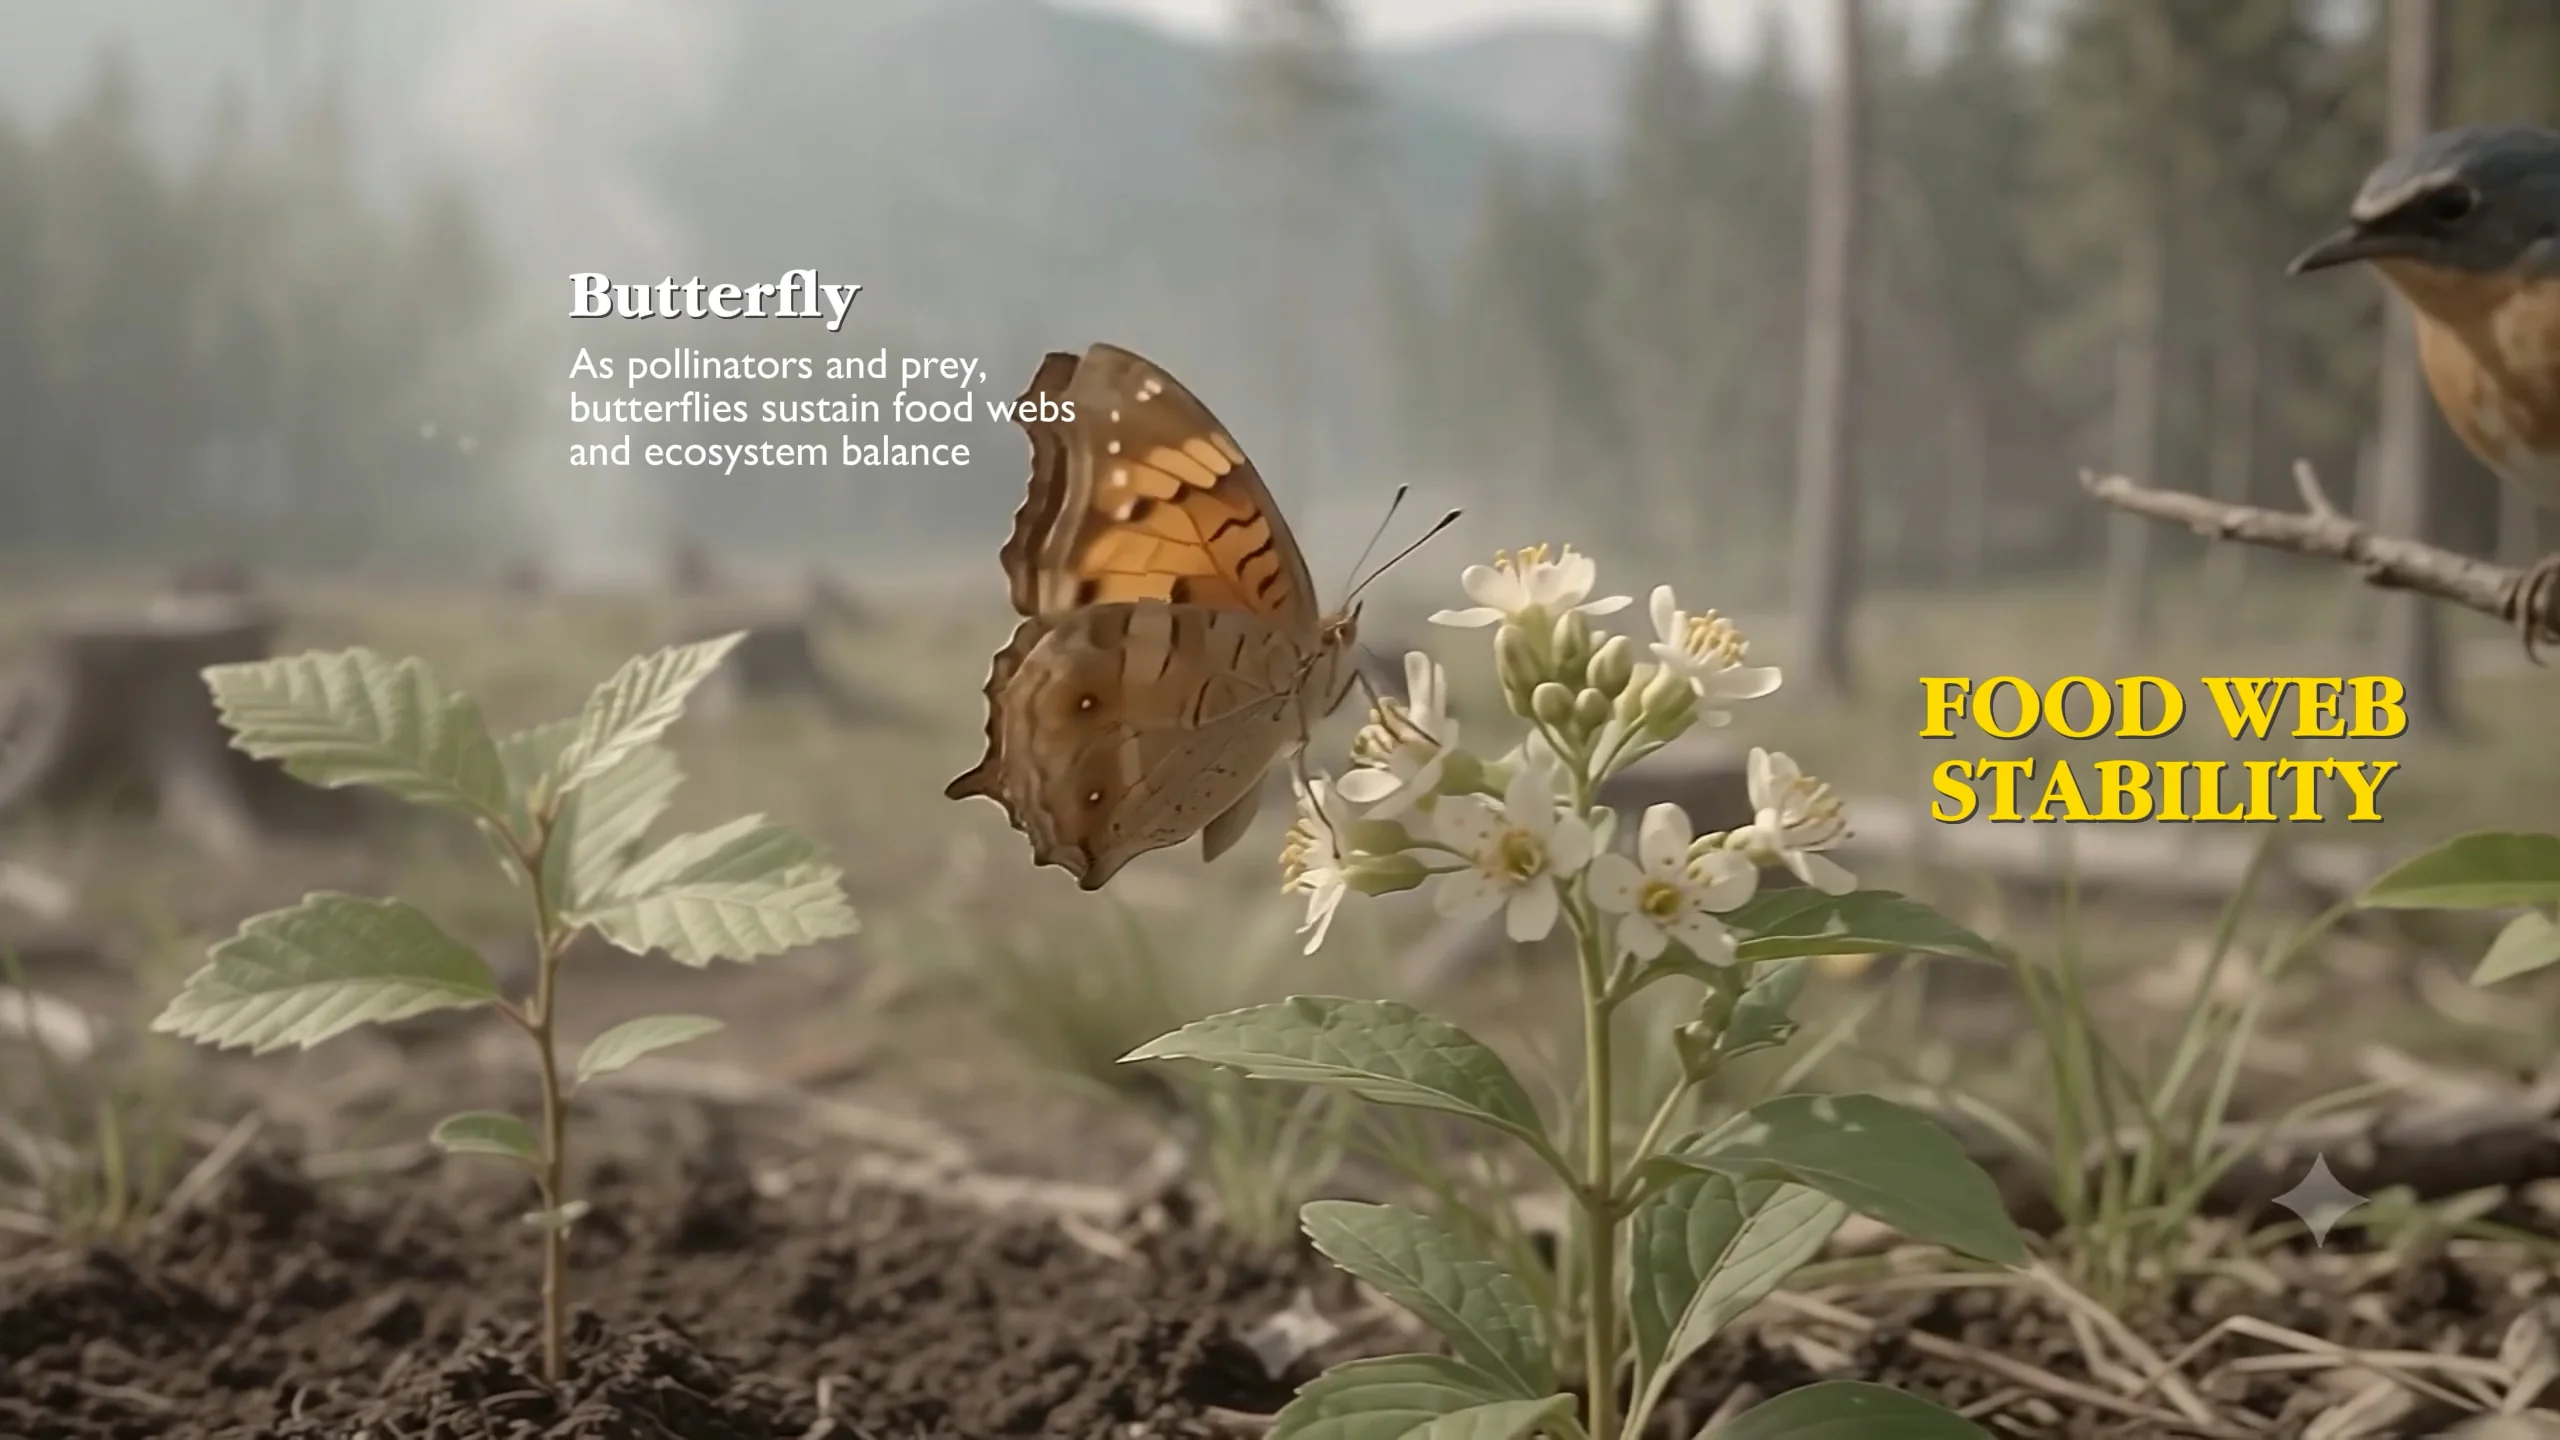 Butterfly
As pollinators and prey,
butterflies sustain food webs
and ecosystem balance
FOOD WEB
STABILITY